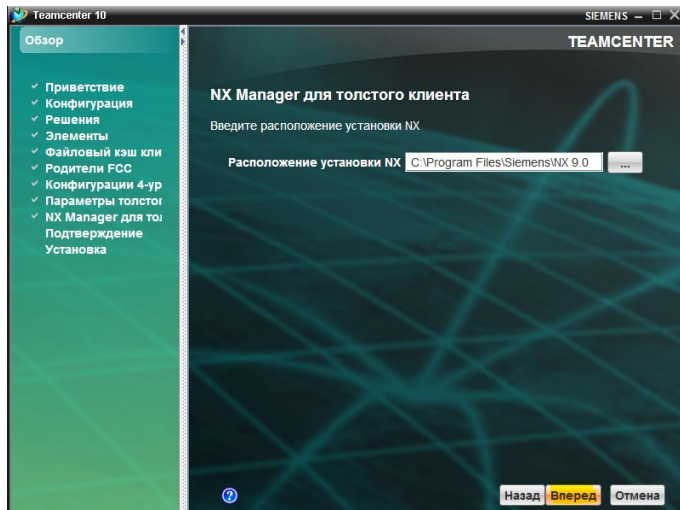 Teamcenter 10
SIEMENS
Обзор
TEAMCENTER
Приветствие
Конфигурация
Решения
Элементы
Файловый кэш кли
Родители FCC
Конфигурации 4-ур
Параметры толстог
NX Manager для тол
Подтверждение
Установка
NX Manager для толстого клиента
Введите расположение установки NX
Расположение установки NX C:\Program Files\Siemens\NX 9.0 ...
? Назад Вперед Отмена